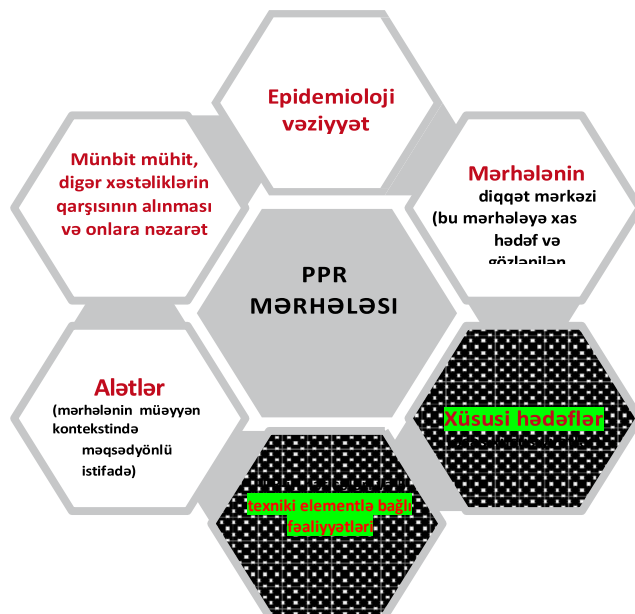 Epidemioloji
vəziyyət
Münbit mühit,
digər xəstəliklərin
qarşısının alınması
və onlara nəzarət
Mərhələnin
diqqət mərkəzi
(bu mərhələyə xas
hədəf və
gözlənilən
PPR
MƏRHƏLƏSI
Alətlər
(mərhələnin müəyyən
kontekstində
məqsədyönlü
istifadə)
Xüsusi hədəflər
texniki elementlə bağlı
fəaliyyətləri